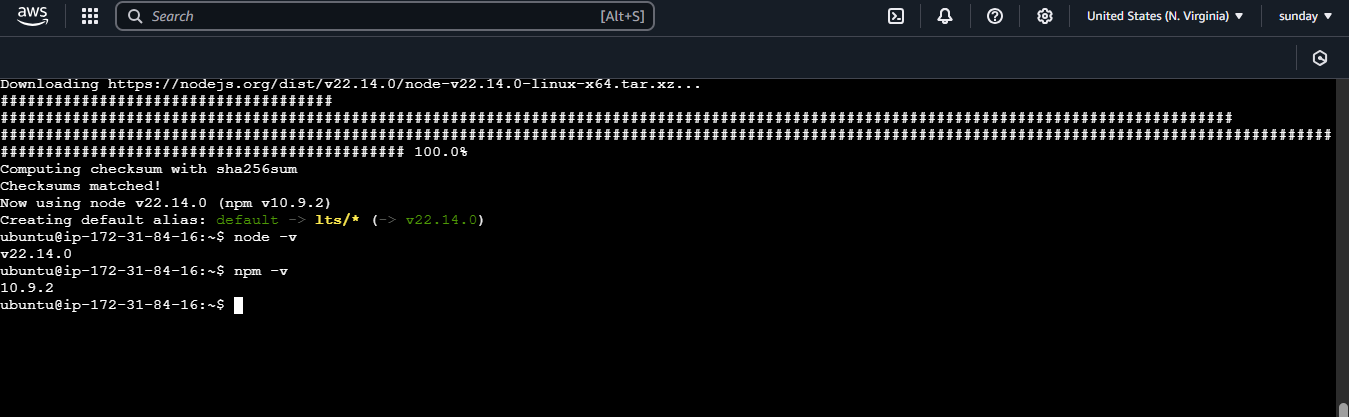 aws
Search [Alt+S] United States (N. Virginia) ▼ sunday ▼
Downloading https://nodejs.org/dist/v22.14.0/node-v22.14.0-linux-x64.tar.xz...
#####################################
#########################################################################################################################################
####################################################################################################################################################
############################################# 100.0%
Computing checksum with sha256sum
Checksums matched!
Now using node v22.14.0 (npm v10.9.2)
Creating default alias: default -> lts/* (-> v22.14.0)
ubuntu@ip-172-31-84-16:~$ node -v
v22.14.0
ubuntu@ip-172-31-84-16:~$ npm -v
10.9.2
ubuntu@ip-172-31-84-16:~$